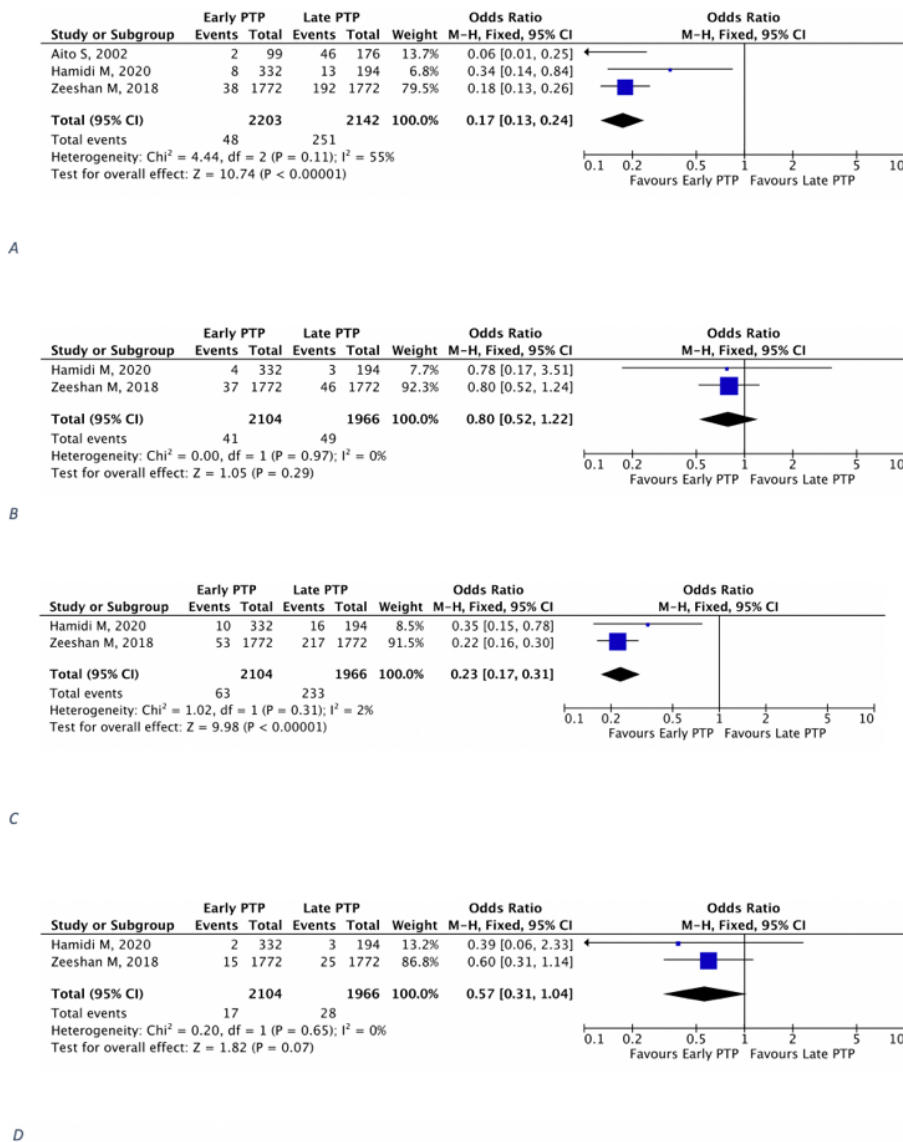 Early PTP Late PTP Odds Ratio Odds Ratio
Study or Subgroup Events Total Events Total Weight M-H, Fixed, 95% CI M-H, Fixed, 95% CI
Aito S, 2002 2 99 46 176 13.7% 0.06 [0.01, 0.25]
Hamidi M, 2020 8 332 13 194 6.8% 0.34 [0.14, 0.84]
Zeeshan M, 2018 38 1772 192 1772 79.5% 0.18 [0.13, 0.26]
Total (95% CI) 2203 2142 100.0% 0.17 [0.13, 0.24]
Total events 48 251
Heterogeneity: Chi² = 4.44, df = 2 (P = 0.11); I² = 55%
Test for overall effect: Z = 10.74 (P < 0.00001)
0.1 0.2 0.5 1 2 5 10
Favours Early PTP Favours Late PTP
A
Early PTP Late PTP Odds Ratio Odds Ratio
Study or Subgroup Events Total Events Total Weight M-H, Fixed, 95% CI M-H, Fixed, 95% CI
Hamidi M, 2020 4 332 3 194 7.7% 0.78 [0.17, 3.51]
Zeeshan M, 2018 37 1772 46 1772 92.3% 0.80 [0.52, 1.24]
Total (95% CI) 2104 1966 100.0% 0.80 [0.52, 1.22]
Total events 41 49
Heterogeneity: Chi² = 0.00, df = 1 (P = 0.97); I² = 0%
Test for overall effect: Z = 1.05 (P = 0.29)
0.1 0.2 0.5 1 2 5 10
Favours Early PTP Favours Late PTP
B
Early PTP Late PTP Odds Ratio Odds Ratio
Study or Subgroup Events Total Events Total Weight M-H, Fixed, 95% CI M-H, Fixed, 95% CI
Hamidi M, 2020 10 332 16 194 8.5% 0.35 [0.15, 0.78]
Zeeshan M, 2018 53 1772 217 1772 91.5% 0.22 [0.16, 0.30]
Total (95% CI) 2104 1966 100.0% 0.23 [0.17, 0.31]
Total events 63 233
Heterogeneity: Chi² = 1.02, df = 1 (P = 0.31); I² = 2%
Test for overall effect: Z = 9.98 (P < 0.00001)
0.1 0.2 0.5 1 2 5 10
Favours Early PTP Favours Late PTP
C
Early PTP Late PTP Odds Ratio Odds Ratio
Study or Subgroup Events Total Events Total Weight M-H, Fixed, 95% CI M-H, Fixed, 95% CI
Hamidi M, 2020 2 332 3 194 13.2% 0.39 [0.06, 2.33]
Zeeshan M, 2018 15 1772 25 1772 86.8% 0.60 [0.31, 1.14]
Total (95% CI) 2104 1966 100.0% 0.57 [0.31, 1.04]
Total events 17 28
Heterogeneity: Chi² = 0.20, df = 1 (P = 0.65); I² = 0%
Test for overall effect: Z = 1.82 (P = 0.07)
0.1 0.2 0.5 1 2 5 10
Favours Early PTP Favours Late PTP
D